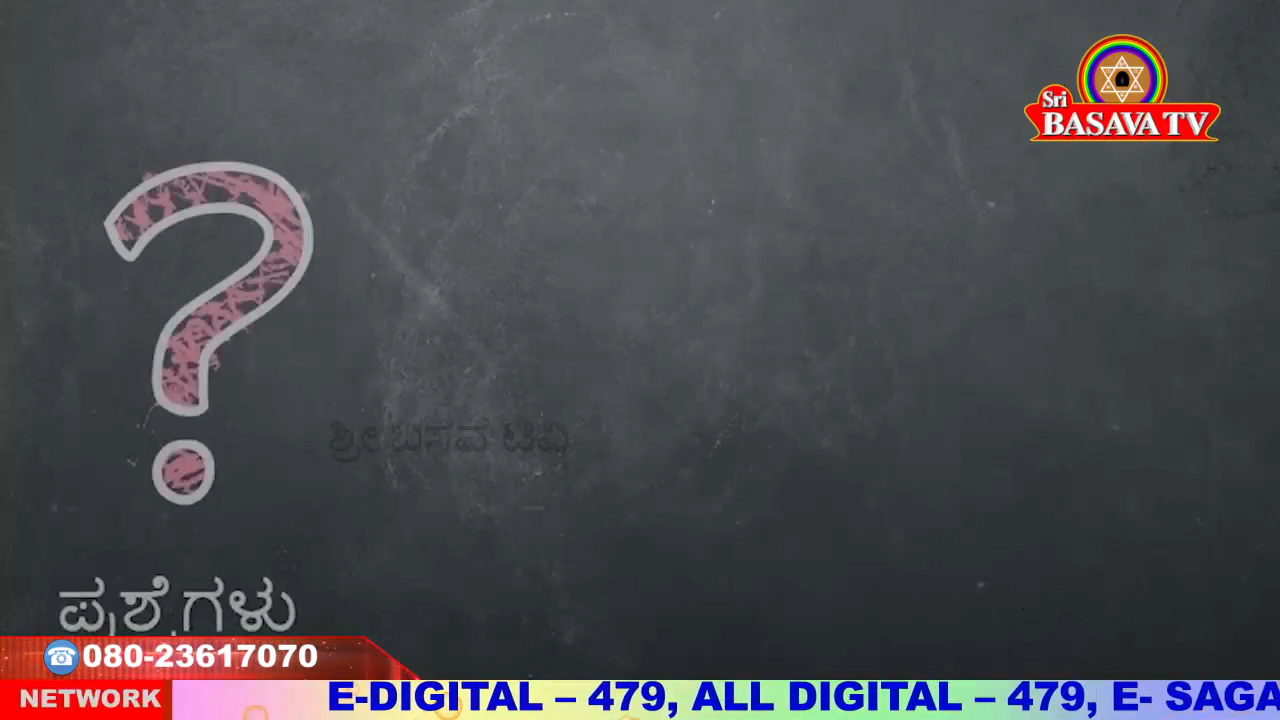 Sri
BASAVA TV
?
ಶ್ರೀ ಬಸವ ಟಿವಿ
ಪ್ರಶ್ನೆಗಳು
080-23617070
NETWORK
E-DIGITAL – 479, ALL DIGITAL – 479, E- SAGA